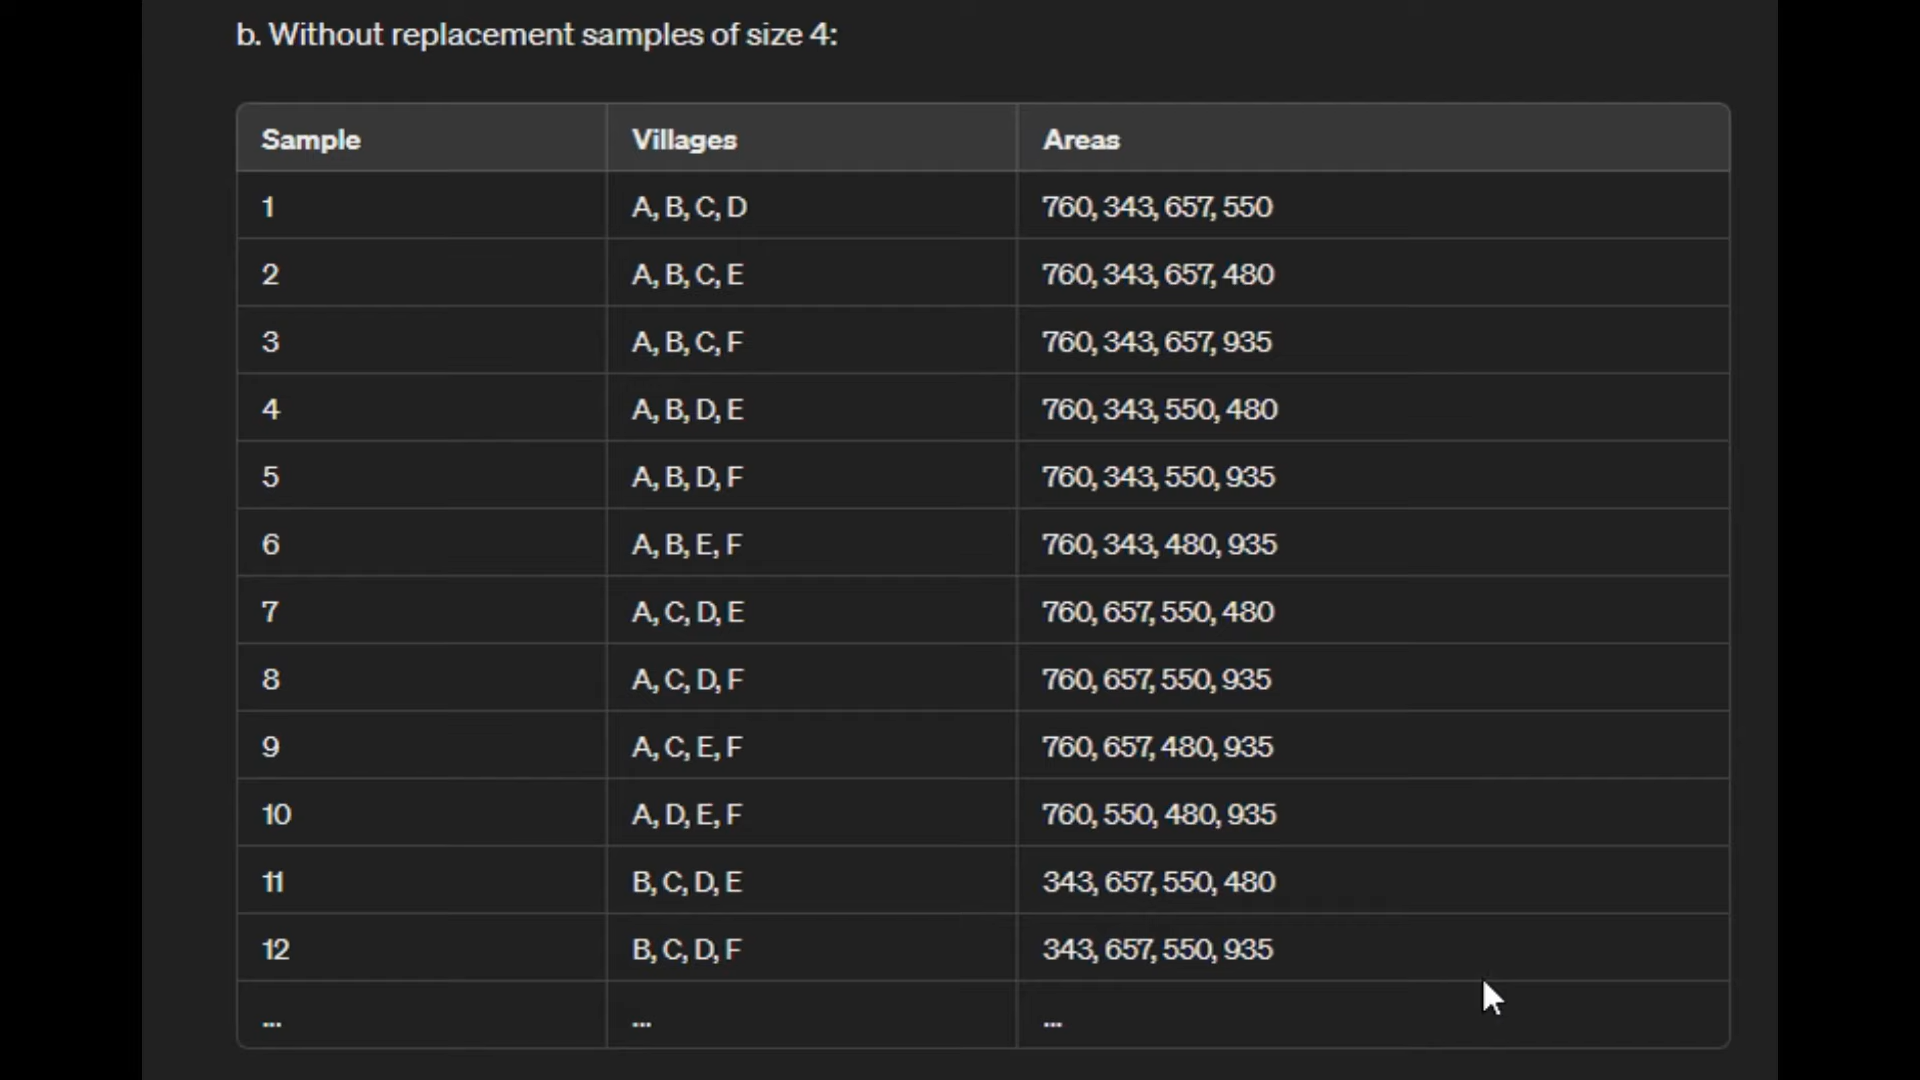 b. Without replacement samples of size 4:
Sample Villages Areas
1 A, B, C, D 760, 343, 657, 550
2 A, B, C, E 760, 343, 657, 480
3 A, B, C, F 760, 343, 657, 935
4 A, B, D, E 760, 343, 550, 480
5 A, B, D, F 760, 343, 550, 935
6 A, B, E, F 760, 343, 480, 935
7 A, C, D, E 760, 657, 550, 480
8 A, C, D, F 760, 657, 550, 935
9 A, C, E, F 760, 657, 480, 935
10 A, D, E, F 760, 550, 480, 935
11 B, C, D, E 343, 657, 550, 480
12 B, C, D, F 343, 657, 550, 935
... ... ...